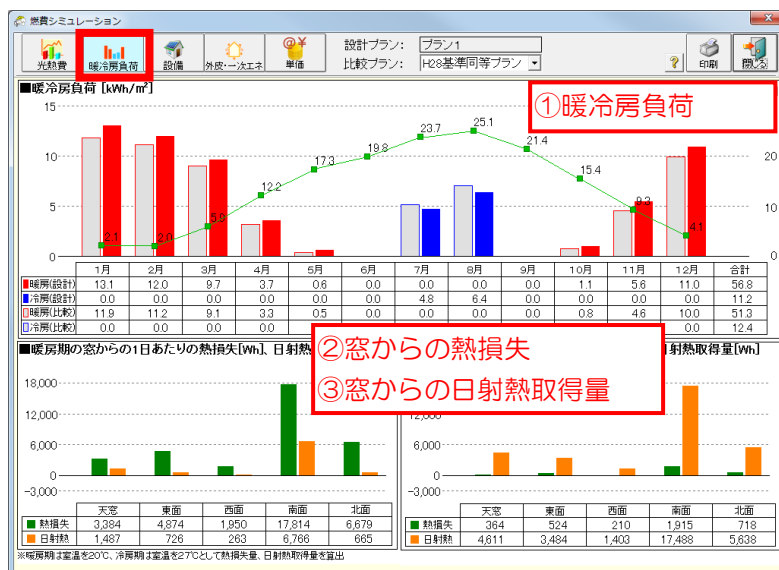 燃費シミュレーション
光熱費 暖冷房負荷 設備 外皮・一次エネ 単価
設計プラン: プラン1
比較プラン: H28基準同等プラン
? 印刷 閉じる
■暖冷房負荷 [kWh/㎡]
①暖冷房負荷
15
10
5
0
20
10
0
2.1 2.0 5.9 12.2 17.3 19.8 23.7 25.1 21.4 15.4 9.3 4.1
1月 2月 3月 4月 5月 6月 7月 8月 9月 10月 11月 12月 合計
暖房(設計) 13.1 12.0 9.7 3.7 0.6 0.0 0.0 0.0 0.0 1.1 5.6 11.0 56.8
冷房(設計) 0.0 0.0 0.0 0.0 0.0 0.0 4.8 6.4 0.0 0.0 0.0 0.0 11.2
暖房(比較) 11.9 11.2 9.1 3.3 0.5 0.0 0.0 0.0 0.0 0.8 4.6 10.0 51.3
冷房(比較) 0.0 0.0 0.0 0.0 0.0 0.0 12.4
②窓からの熱損失
③窓からの日射熱取得量
■暖房期の窓からの1日あたりの熱損失[Wh]、日射熱
18,000
12,000
6,000
0
-3,000
天窓 東面 西面 南面 北面
熱損失 3,384 4,874 1,950 17,814 6,679
日射熱 1,487 726 263 6,766 665
日射熱取得量[Wh]
12,000
6,000
0
-3,000
天窓 東面 西面 南面 北面
熱損失 364 524 210 1,915 718
日射熱 4,611 3,484 1,403 17,488 5,638
※暖房期は室温を20℃、冷房期は室温を27℃として熱損失量、日射熱取得量を算出